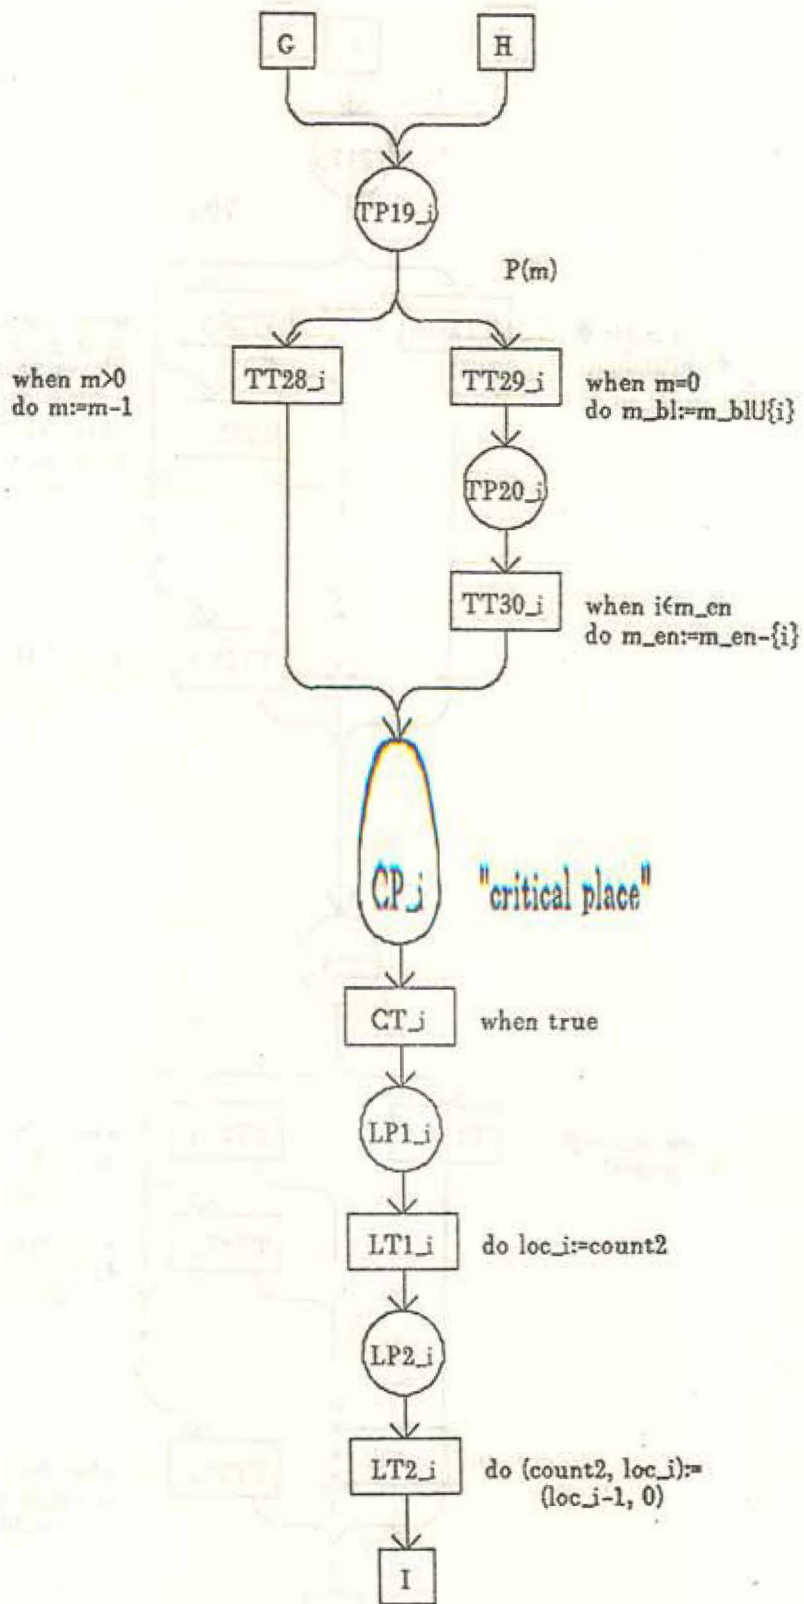 G
H
TP19_i
P(m)
when m>0
do m:=m-1
TT28_i
TT29_i
when m=0
do m_bl:=m_bl∪{i}
TP20_i
TT30_i
when i∈m_en
do m_en:=m_en-{i}
CP_i
"critical place"
CT_i
when true
LP1_i
LT1_i
do loc_i:=count2
LP2_i
LT2_i
do (count2, loc_i):=
(loc_i-1, 0)
I